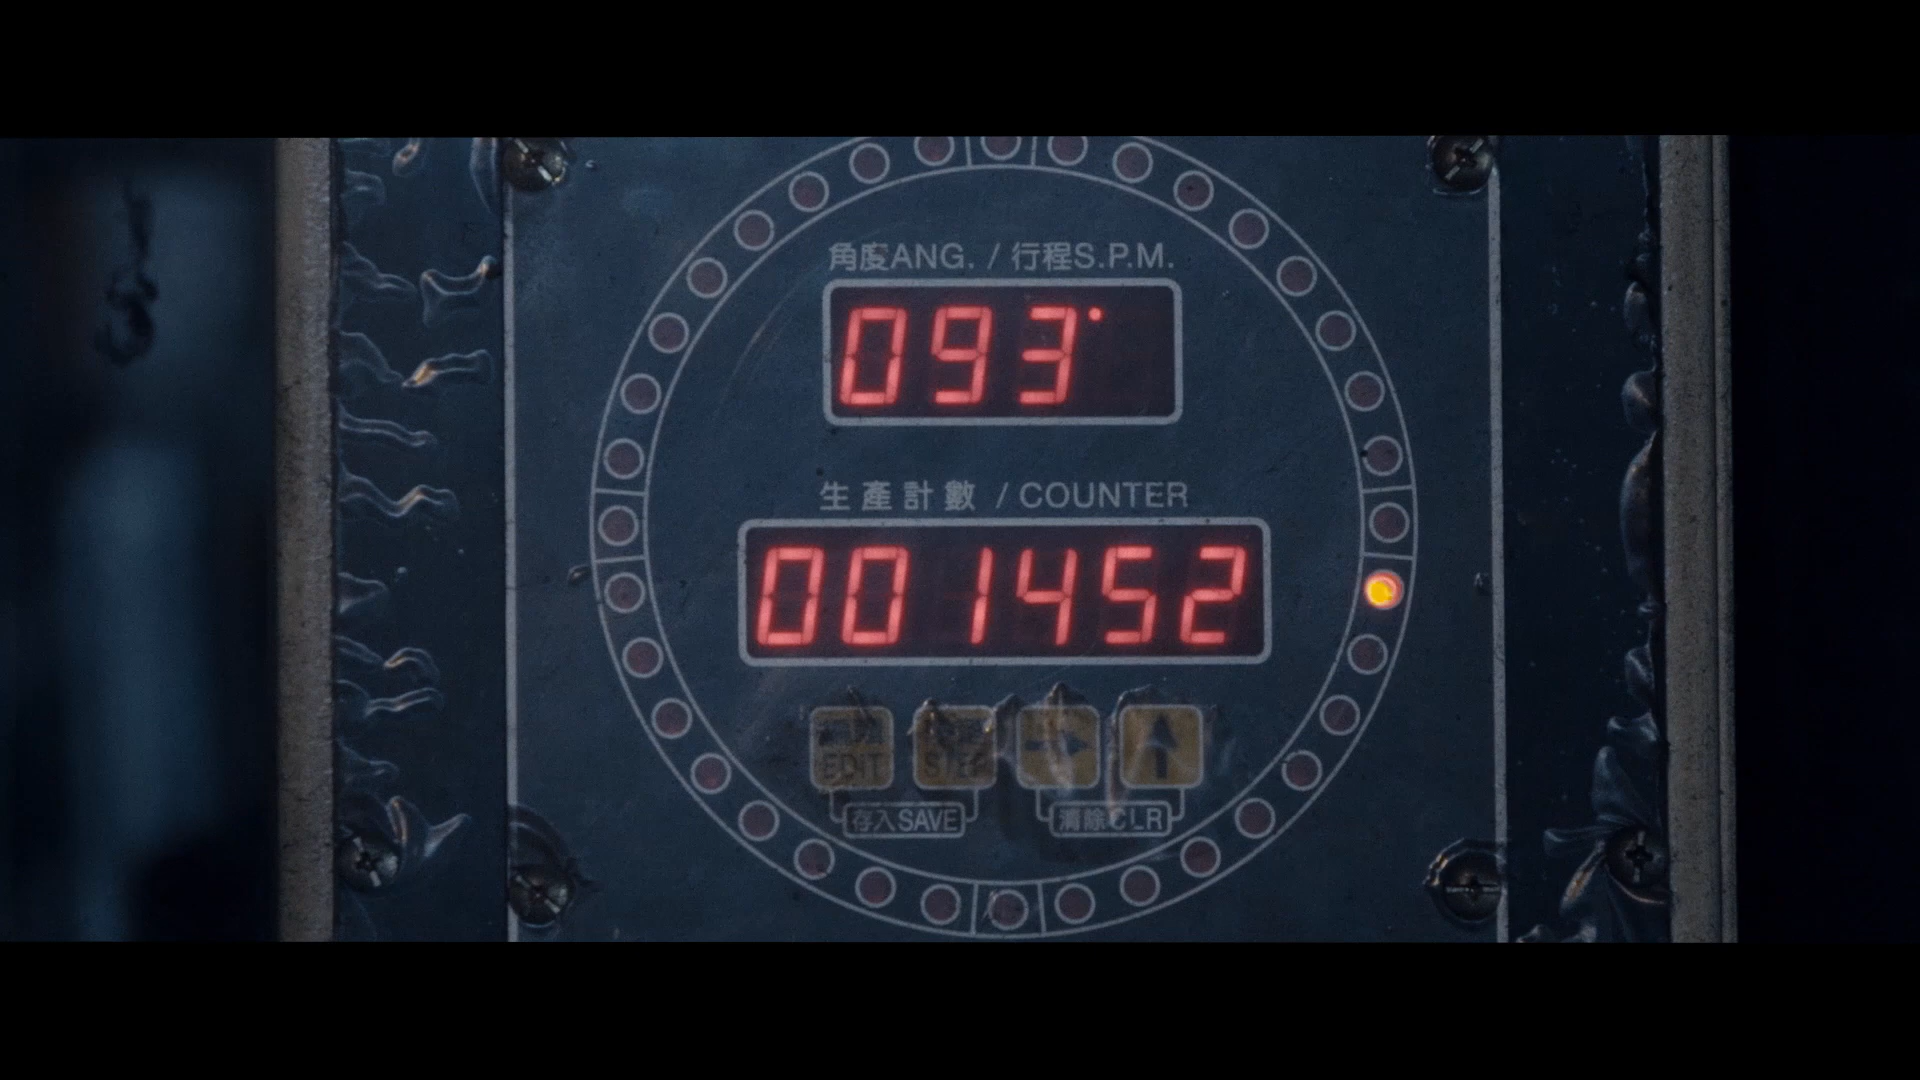 角度ANG. / 行程S.P.M.
093°
生產計數 / COUNTER
001452
EDIT STEP
存入SAVE 清除CLR